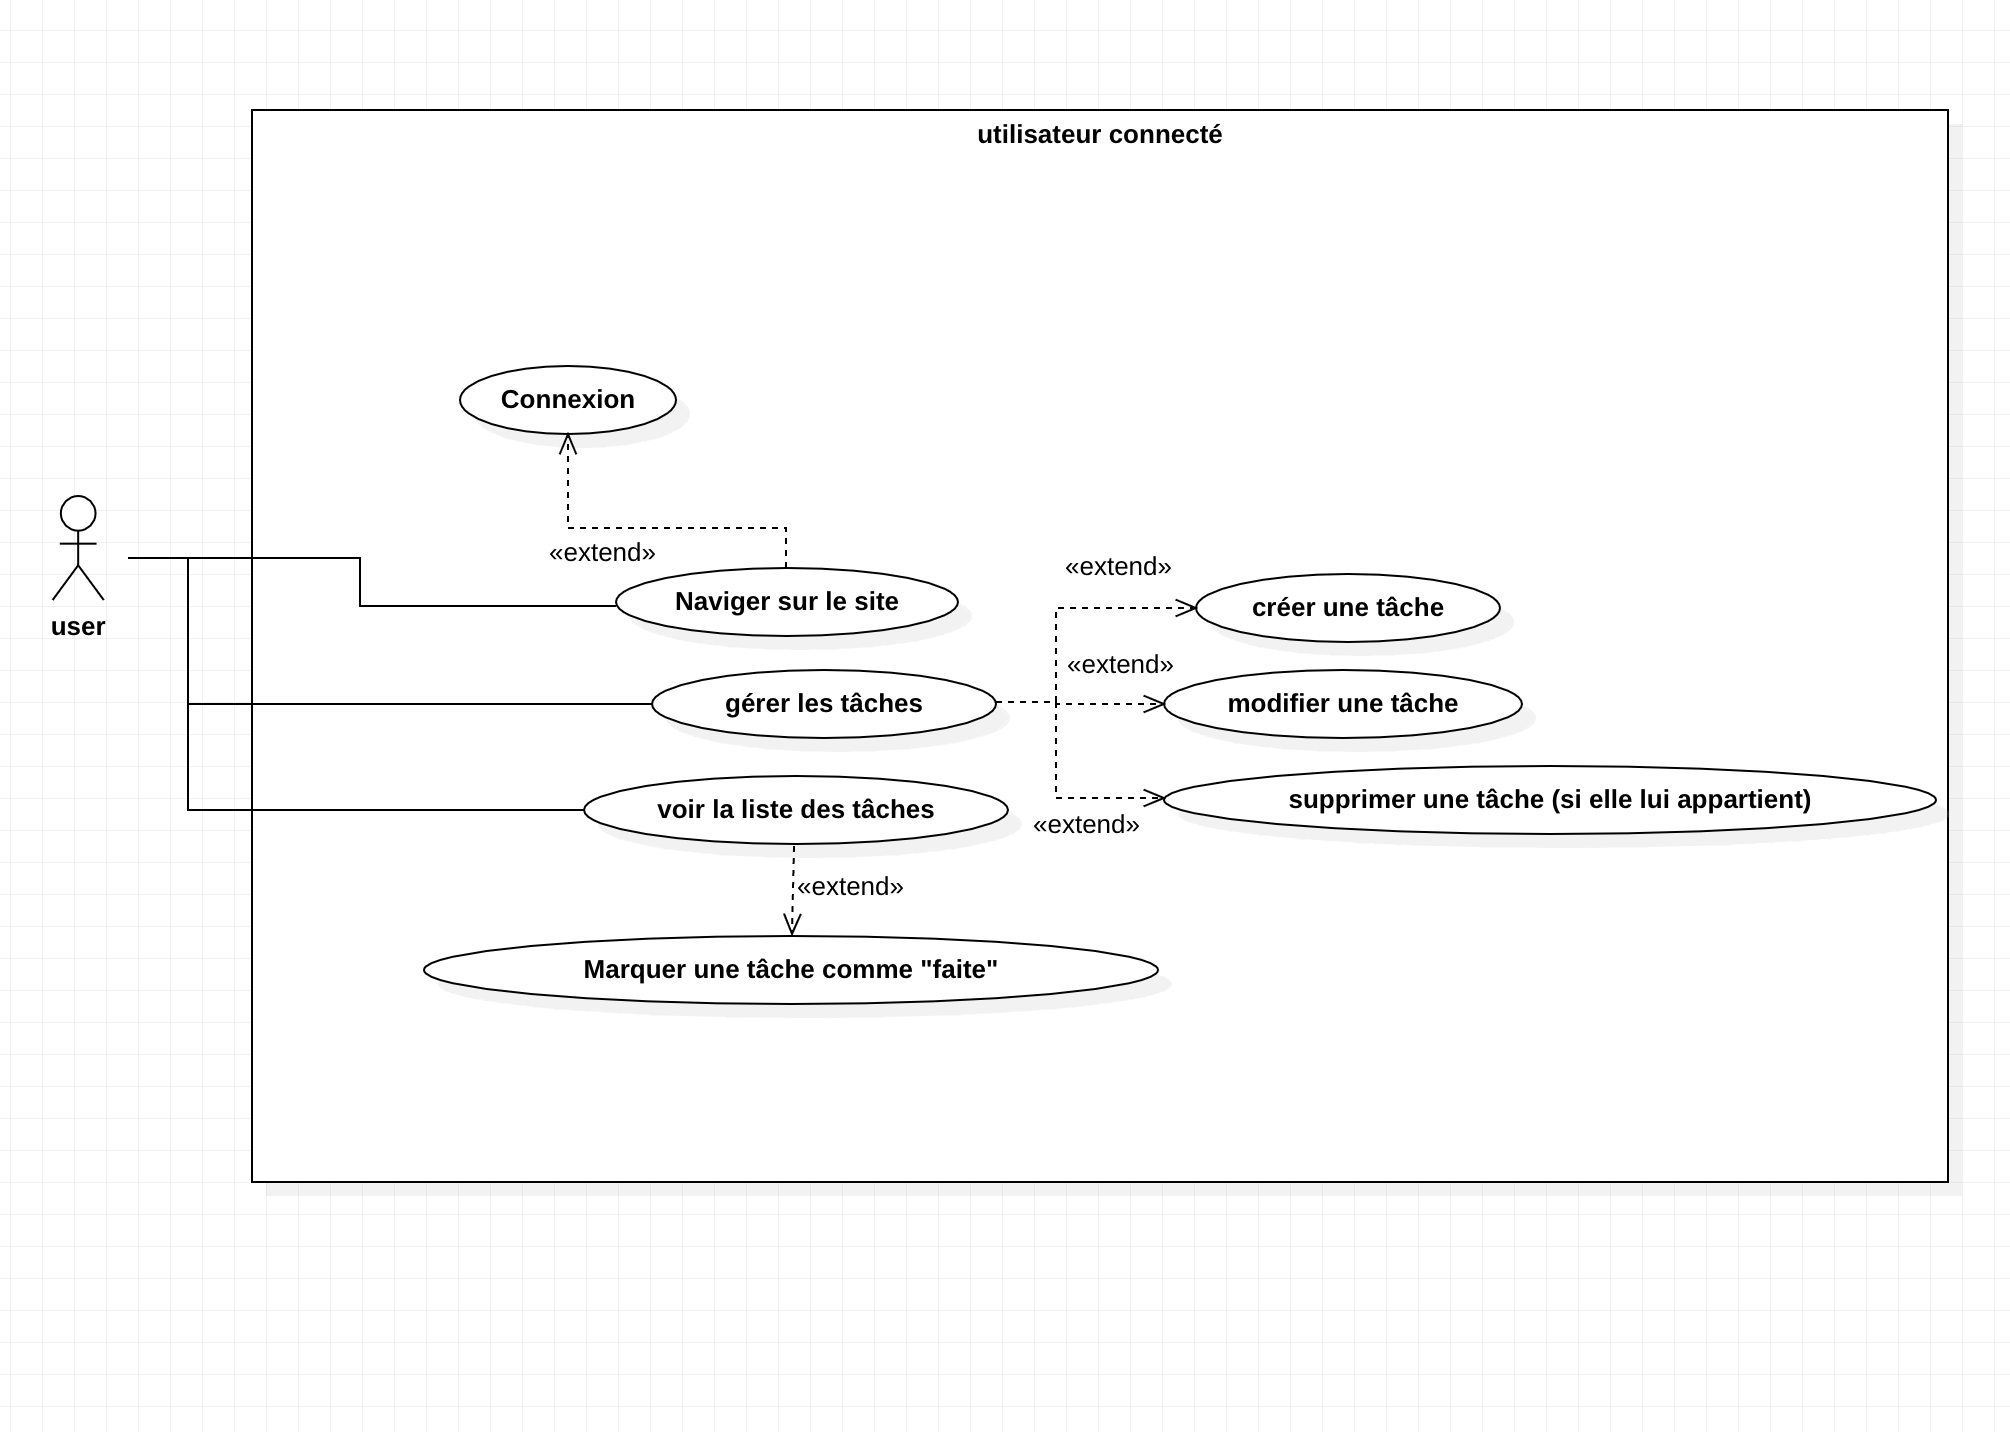 utilisateur connecté
Connexion
user
«extend»
Naviger sur le site
«extend»
créer une tâche
«extend»
gérer les tâches
modifier une tâche
voir la liste des tâches
supprimer une tâche (si elle lui appartient)
«extend»
«extend»
Marquer une tâche comme "faite"